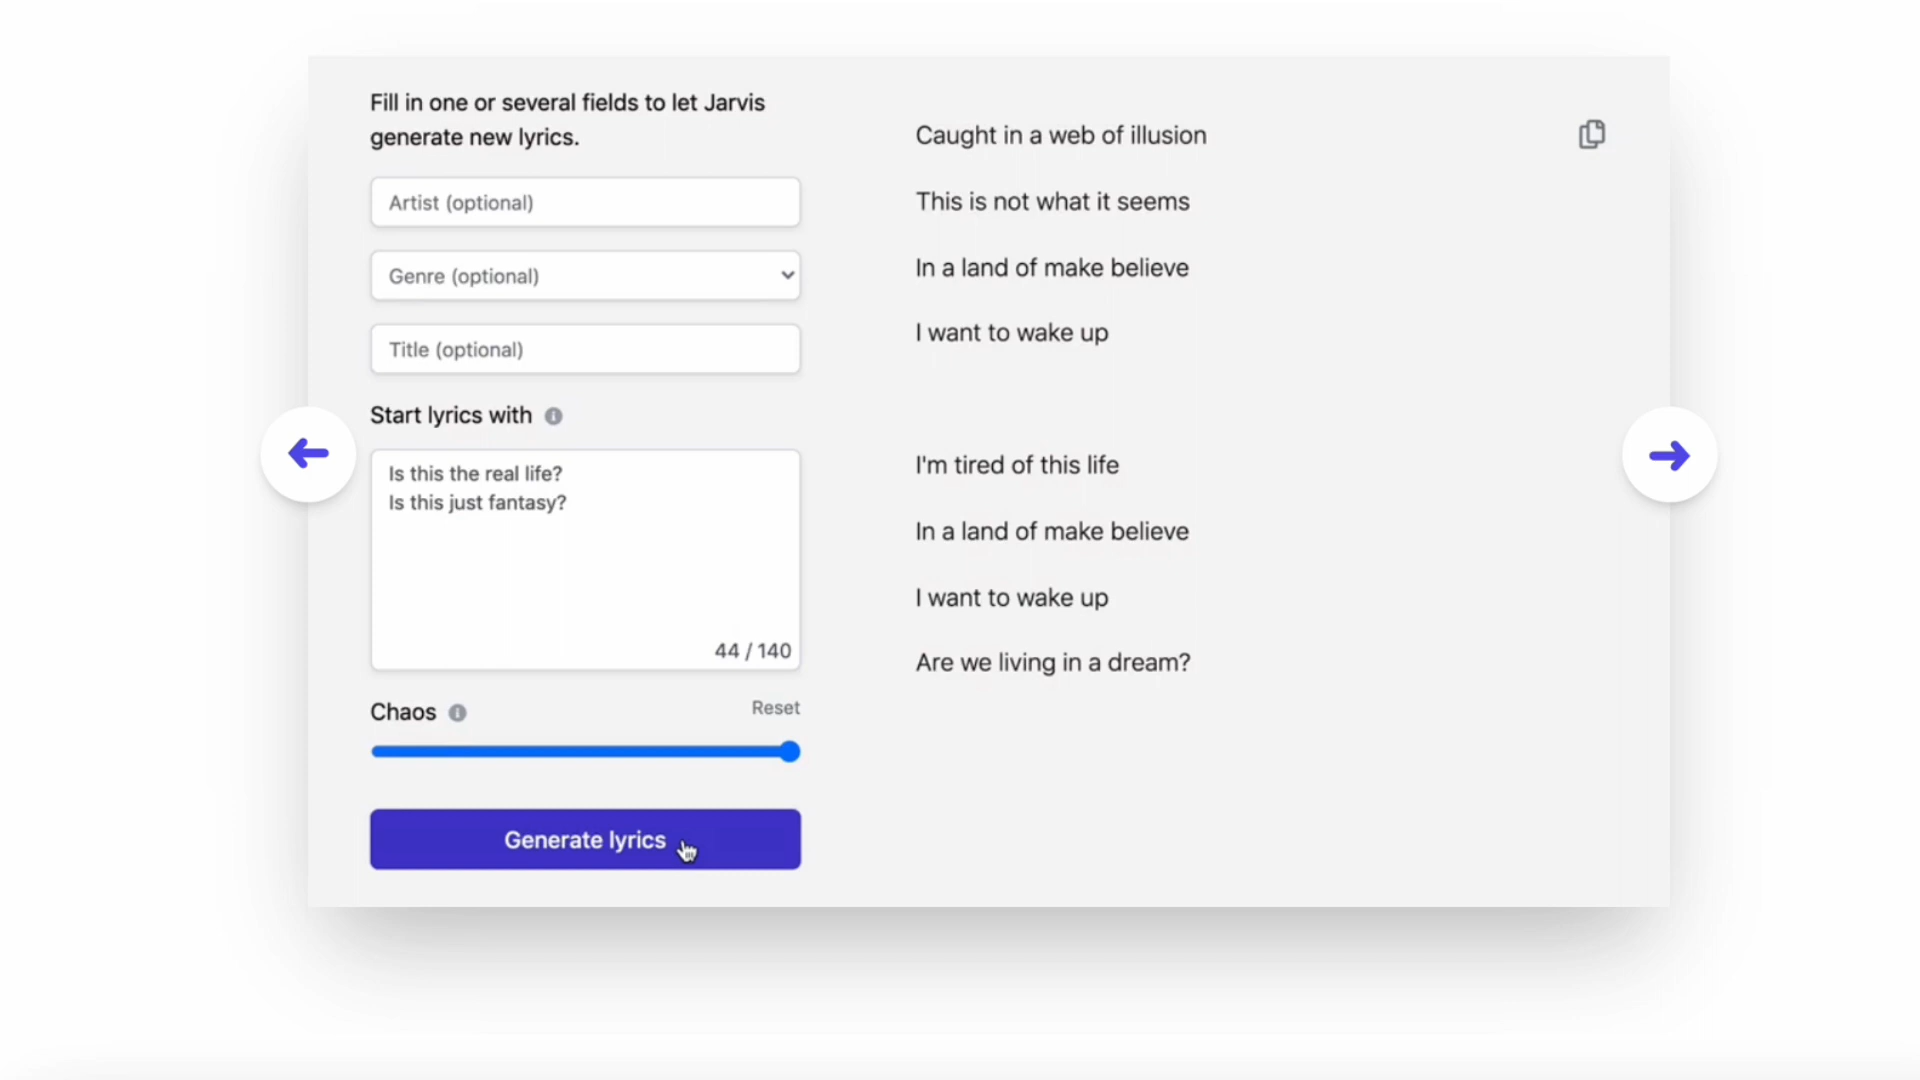 Fill in one or several fields to let Jarvis
generate new lyrics.
Artist (optional)
Genre (optional)
Title (optional)
Start lyrics with
Is this the real life?
Is this just fantasy?
44 / 140
Chaos
Reset
Generate lyrics
Caught in a web of illusion
This is not what it seems
In a land of make believe
I want to wake up
I'm tired of this life
In a land of make believe
I want to wake up
Are we living in a dream?